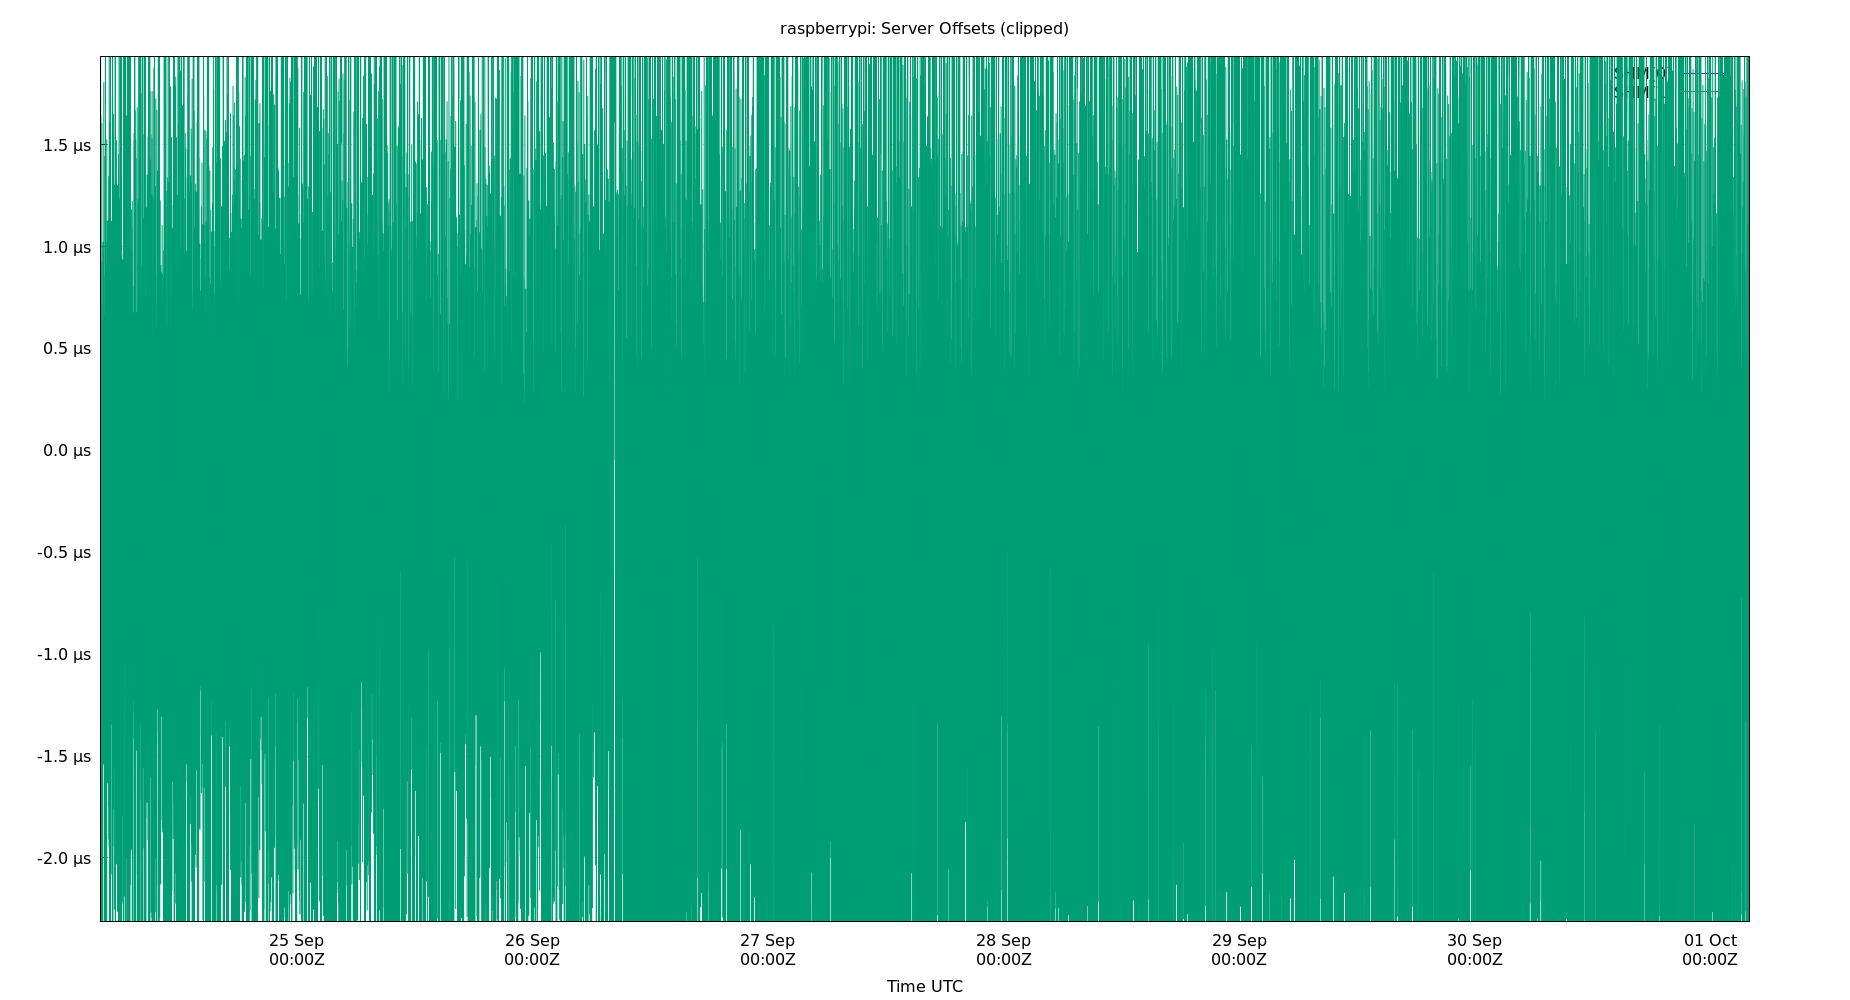 raspberrypi: Server Offsets (clipped)
1.5 µs
1.0 µs
0.5 µs
0.0 µs
-0.5 µs
-1.0 µs
-1.5 µs
-2.0 µs
25 Sep 26 Sep 27 Sep 28 Sep 29 Sep 30 Sep 01 Oct
00:00Z 00:00Z 00:00Z 00:00Z 00:00Z 00:00Z 00:00Z
Time UTC